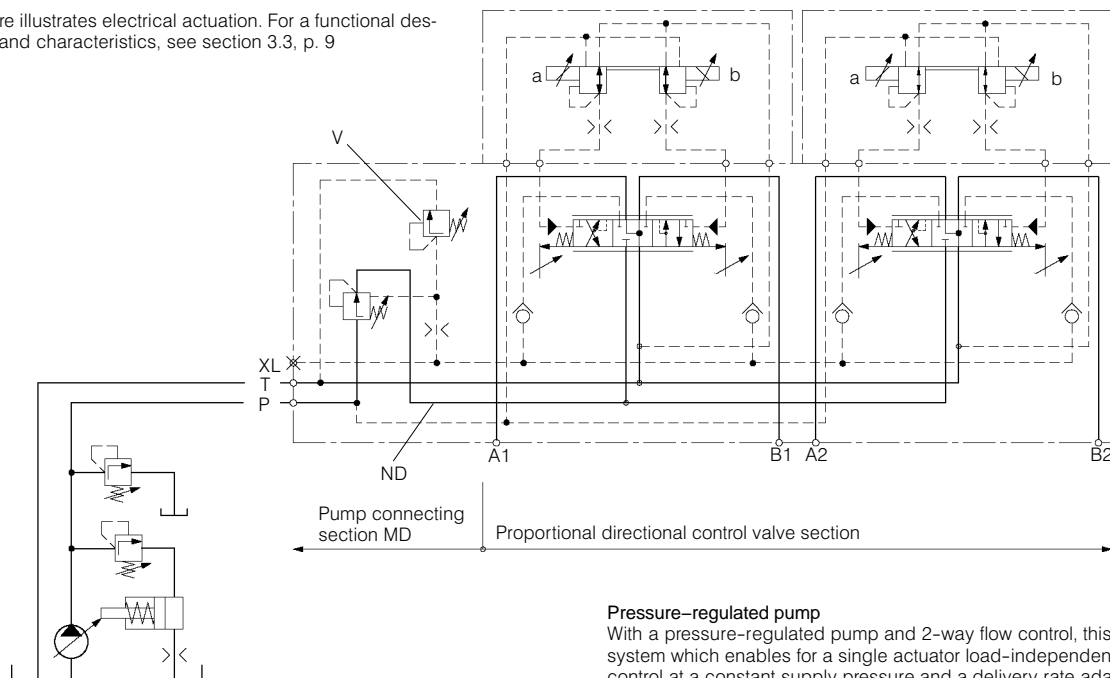 re illustrates electrical actuation. For a functional des-
and characteristics, see section 3.3, p. 9
a b a b
V
XL
T
P
A1 B1 A2 B2
ND
Pump connecting
section MD
Proportional directional control valve section
Pressure-regulated pump
With a pressure-regulated pump and 2-way flow control, this
system which enables for a single actuator load-independen
control at a constant supply pressure and a delivery rate ada